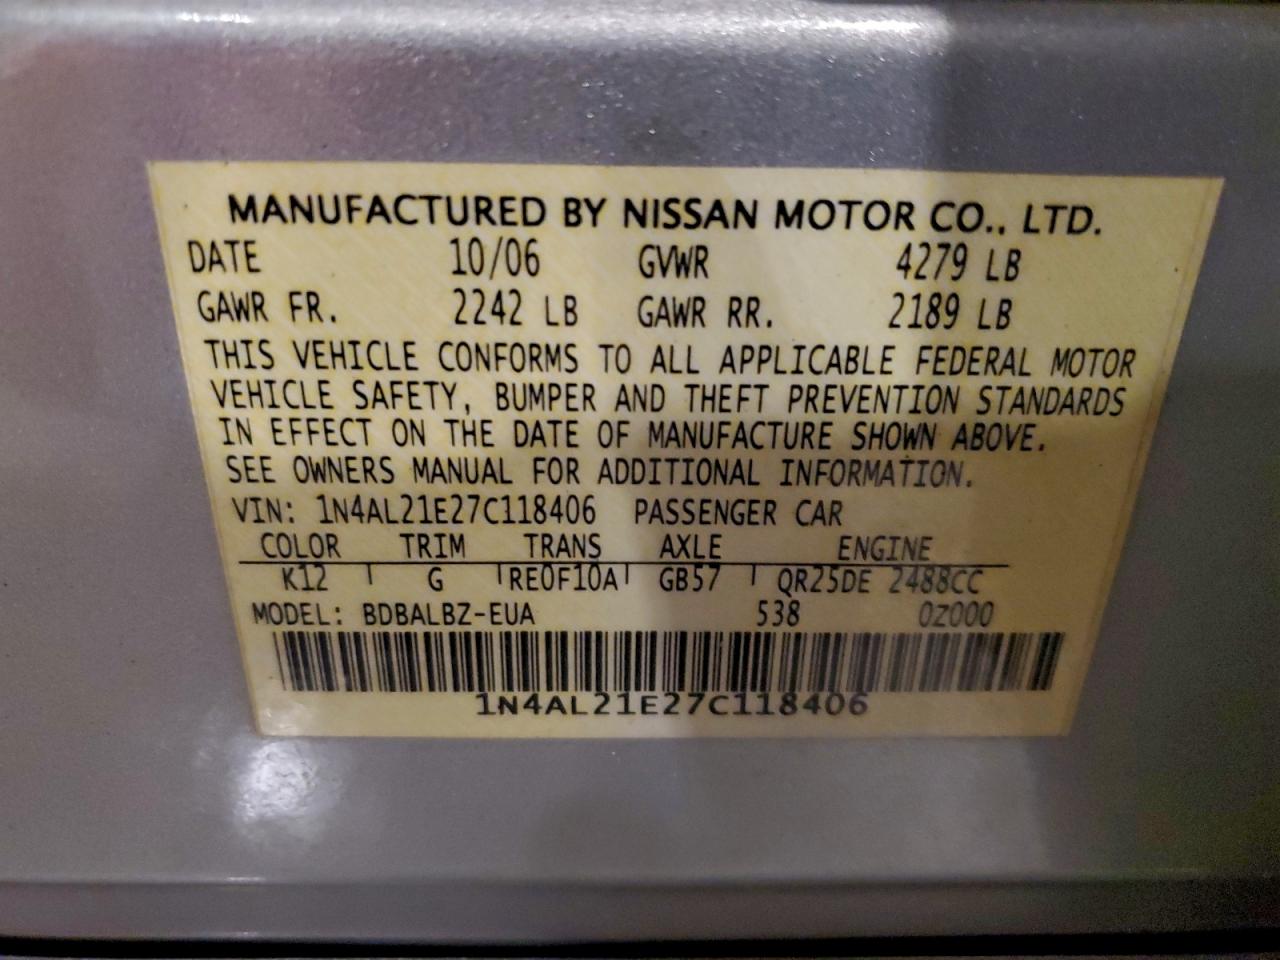 MANUFACTURED BY NISSAN MOTOR CO., LTD.
DATE 10/06 GVWR 4279 LB
GAWR FR. 2242 LB GAWR RR. 2189 LB
THIS VEHICLE CONFORMS TO ALL APPLICABLE FEDERAL MOTOR
VEHICLE SAFETY, BUMPER AND THEFT PREVENTION STANDARDS
IN EFFECT ON THE DATE OF MANUFACTURE SHOWN ABOVE.
SEE OWNERS MANUAL FOR ADDITIONAL INFORMATION.
VIN: 1N4AL21E27C118406 PASSENGER CAR
COLOR TRIM TRANS AXLE ENGINE
K12 G RE0F10A GB57 QR25DE 2488CC
MODEL: BDBALBZ-EUA 538 0Z000
1N4AL21E27C118406